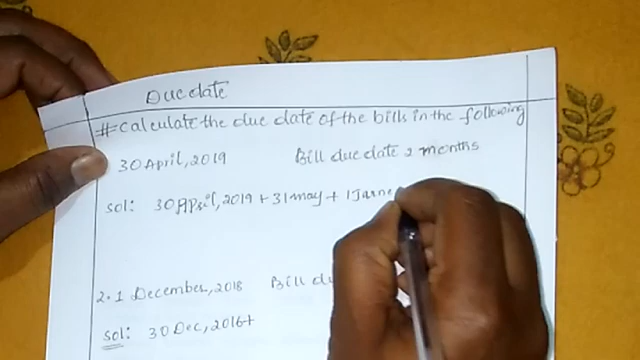 Due date
#Calculate the due date of the bills in the following
30 April, 2019 Bill due date 2 months
sol: 30 April, 2019 + 31 may + 1 June
2. 1 December, 2018 Bill du
sol: 30 Dec, 2016+